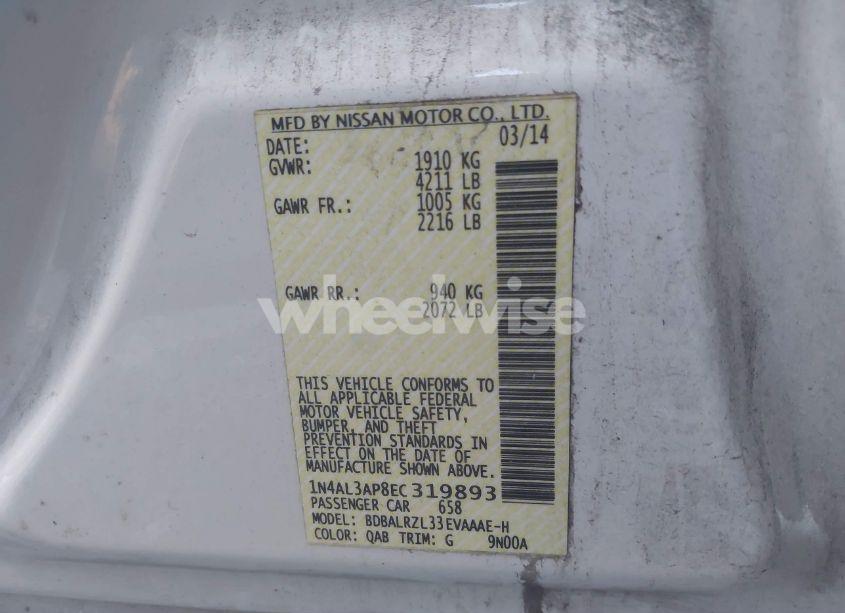 MFD BY NISSAN MOTOR CO., LTD.
DATE: 03/14
GVWR: 1910 KG
4211 LB
GAWR FR.: 1005 KG
2216 LB
GAWR RR.: 940 KG
2072 LB
wheelwise
THIS VEHICLE CONFORMS TO
ALL APPLICABLE FEDERAL
MOTOR VEHICLE SAFETY,
BUMPER, AND THEFT
PREVENTION STANDARDS IN
EFFECT ON THE DATE OF
MANUFACTURE SHOWN ABOVE.
1N4AL3AP8EC319893
PASSENGER CAR 658
MODEL: BDBALRZL33EVAAAE-H
COLOR: QAB TRIM: G 9N00A